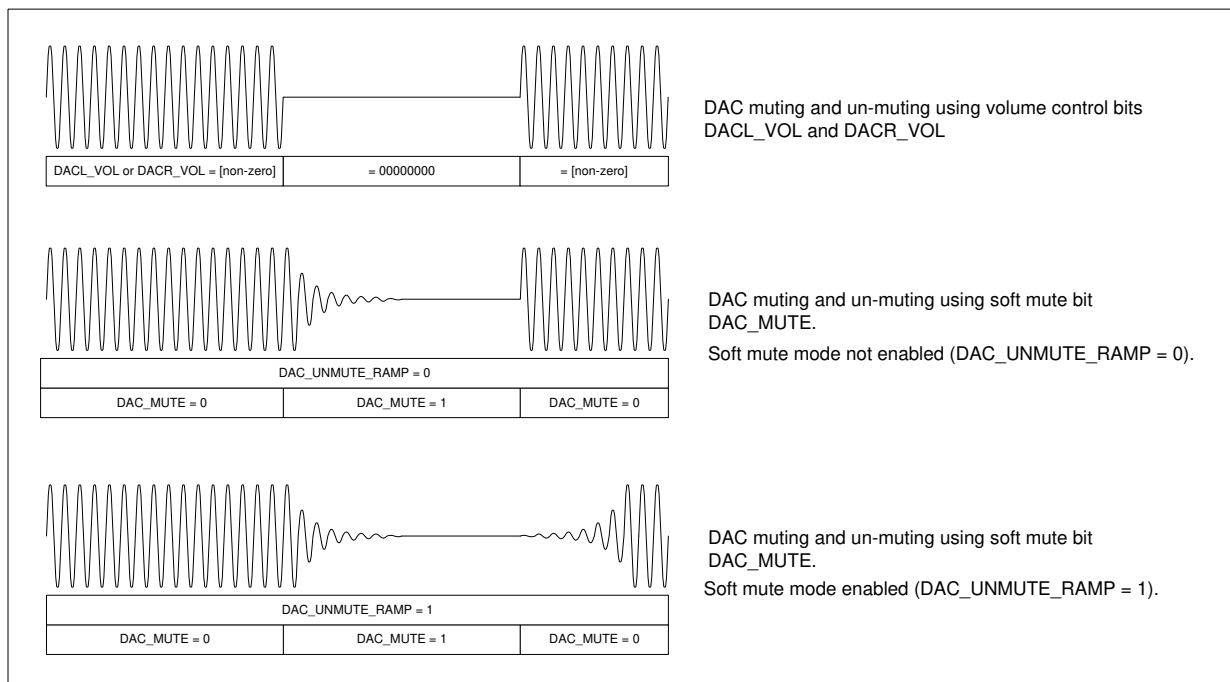 DAC muting and un-muting using volume control bits
DACL_VOL and DACR_VOL
DACL_VOL or DACR_VOL = [non-zero]
= 00000000
= [non-zero]
DAC muting and un-muting using soft mute bit
DAC_MUTE.
Soft mute mode not enabled (DAC_UNMUTE_RAMP = 0).
DAC_UNMUTE_RAMP = 0
DAC_MUTE = 0
DAC_MUTE = 1
DAC_MUTE = 0
DAC muting and un-muting using soft mute bit
DAC_MUTE.
Soft mute mode enabled (DAC_UNMUTE_RAMP = 1).
DAC_UNMUTE_RAMP = 1
DAC_MUTE = 0
DAC_MUTE = 1
DAC_MUTE = 0